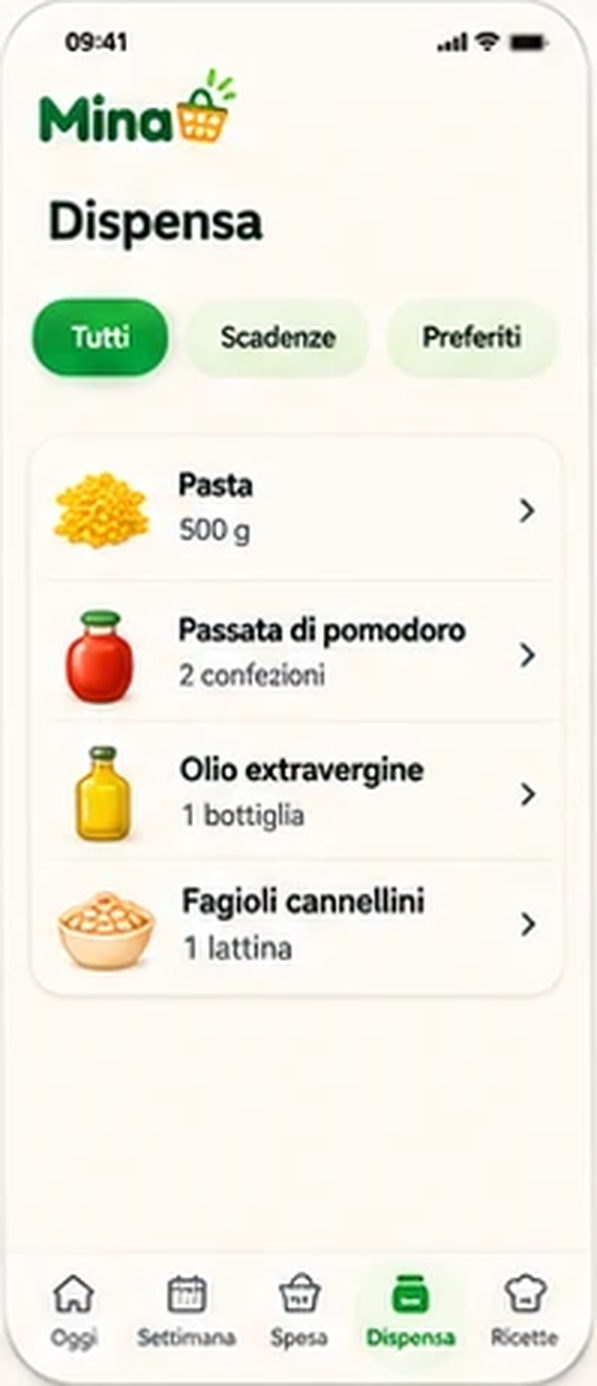 09:41
Mina
Dispensa
Tutti Scadenze Preferiti
Pasta
500 g
Passata di pomodoro
2 confezioni
Olio extravergine
1 bottiglia
Fagioli cannellini
1 lattina
Oggi Settimana Spesa Dispensa Ricette